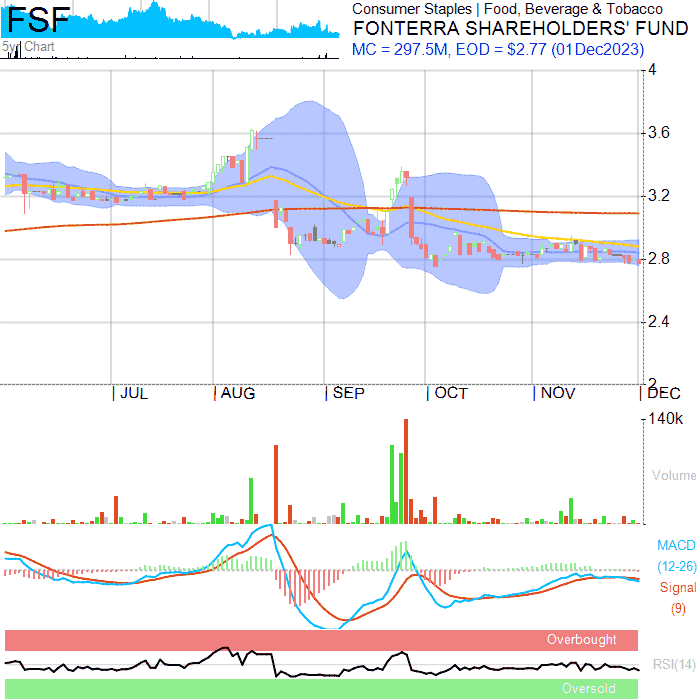 FSF
Consumer Staples | Food, Beverage & Tobacco
FONTERRA SHAREHOLDERS' FUND
MC = 297.5M, EOD = $2.77 (01Dec2023)
5yr Chart
4
3.6
3.2
2.8
2.4
2
JUL AUG SEP OCT NOV DEC
140k
Volume
MACD
(12-26)
Signal
(9)
Overbought
RSI(14)
Oversold